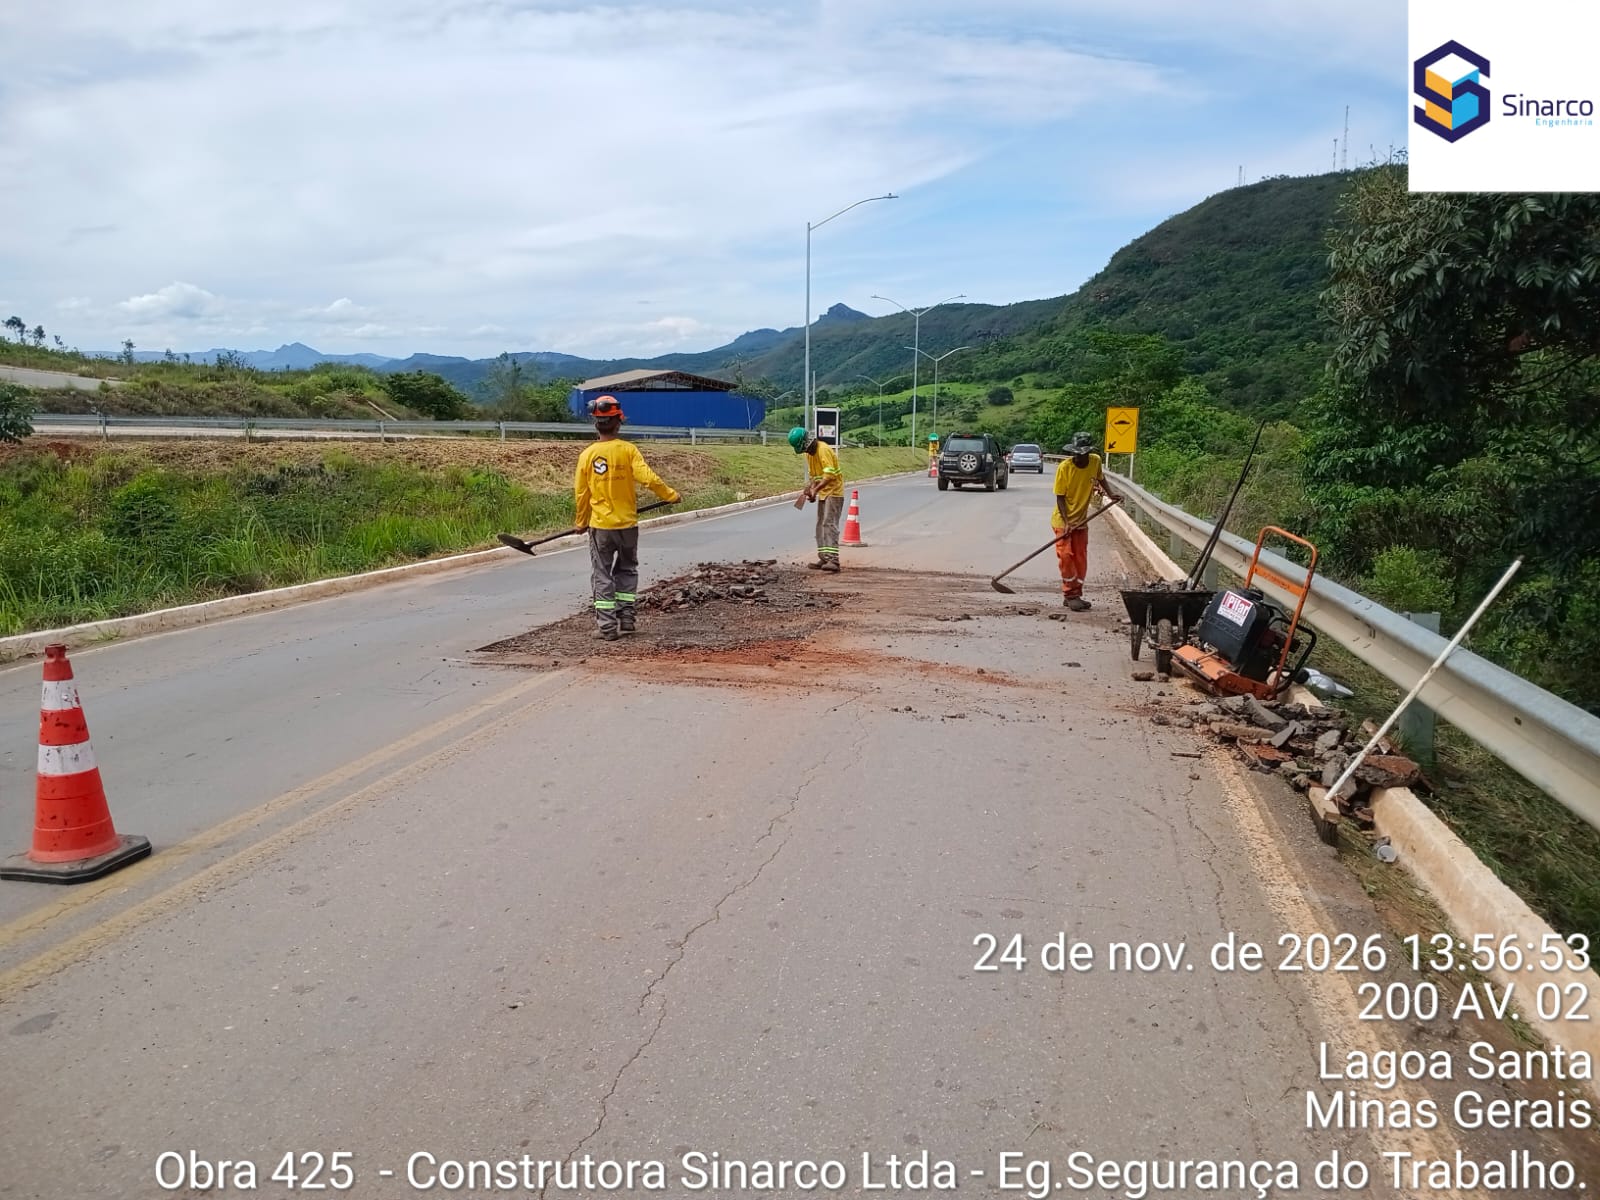 Sinarco
Engenharia
Pilar
24 de nov. de 2026 13:56:53
200 AV. 02
Lagoa Santa
Minas Gerais
Obra 425 - Construtora Sinarco Ltda - Eg.Segurança do Trabalho.